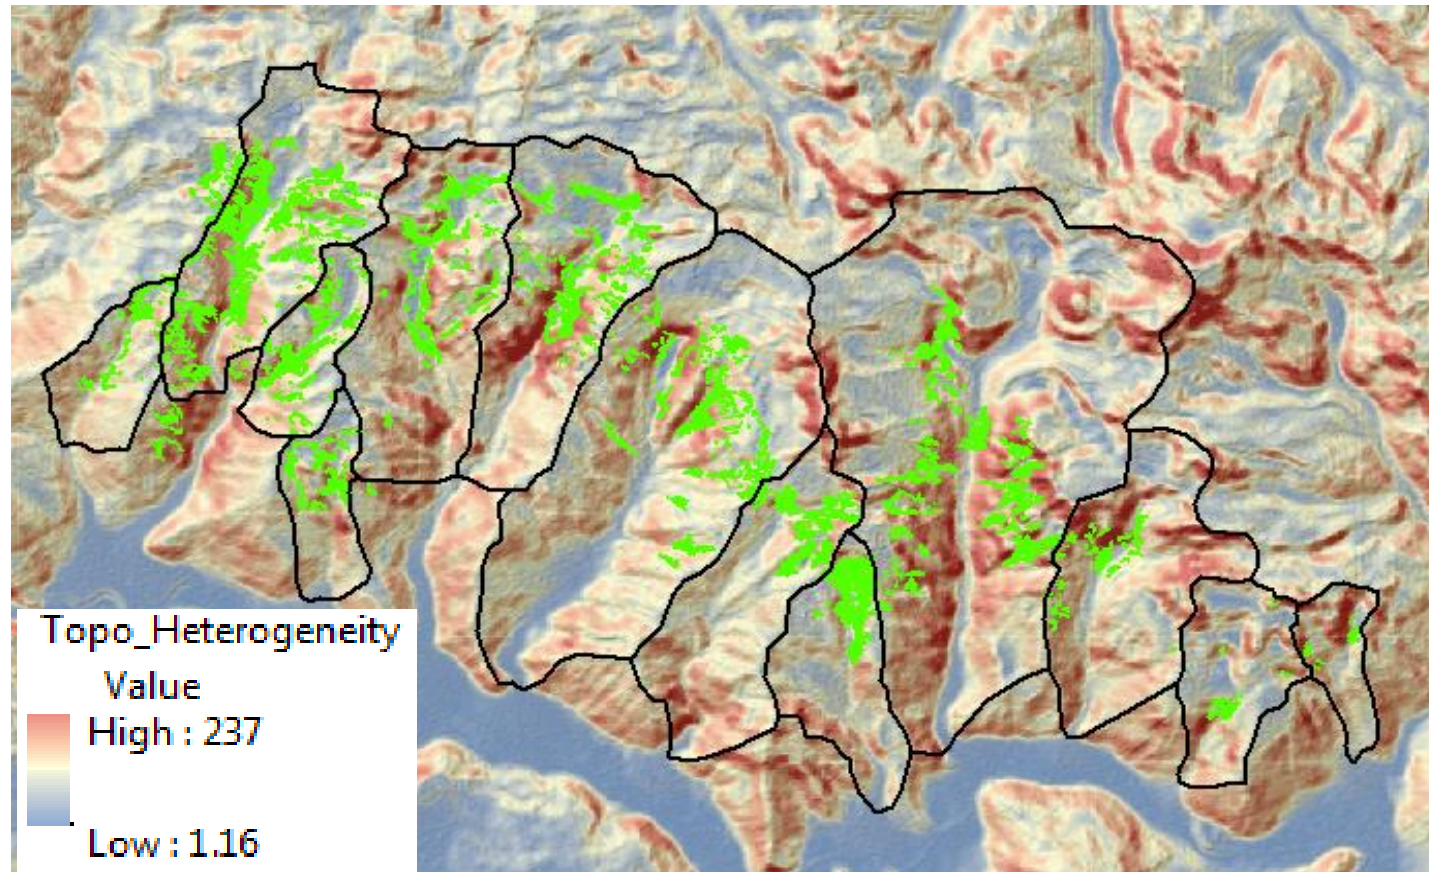 Topo_Heterogeneity
Value
High : 237
Low : 1.16